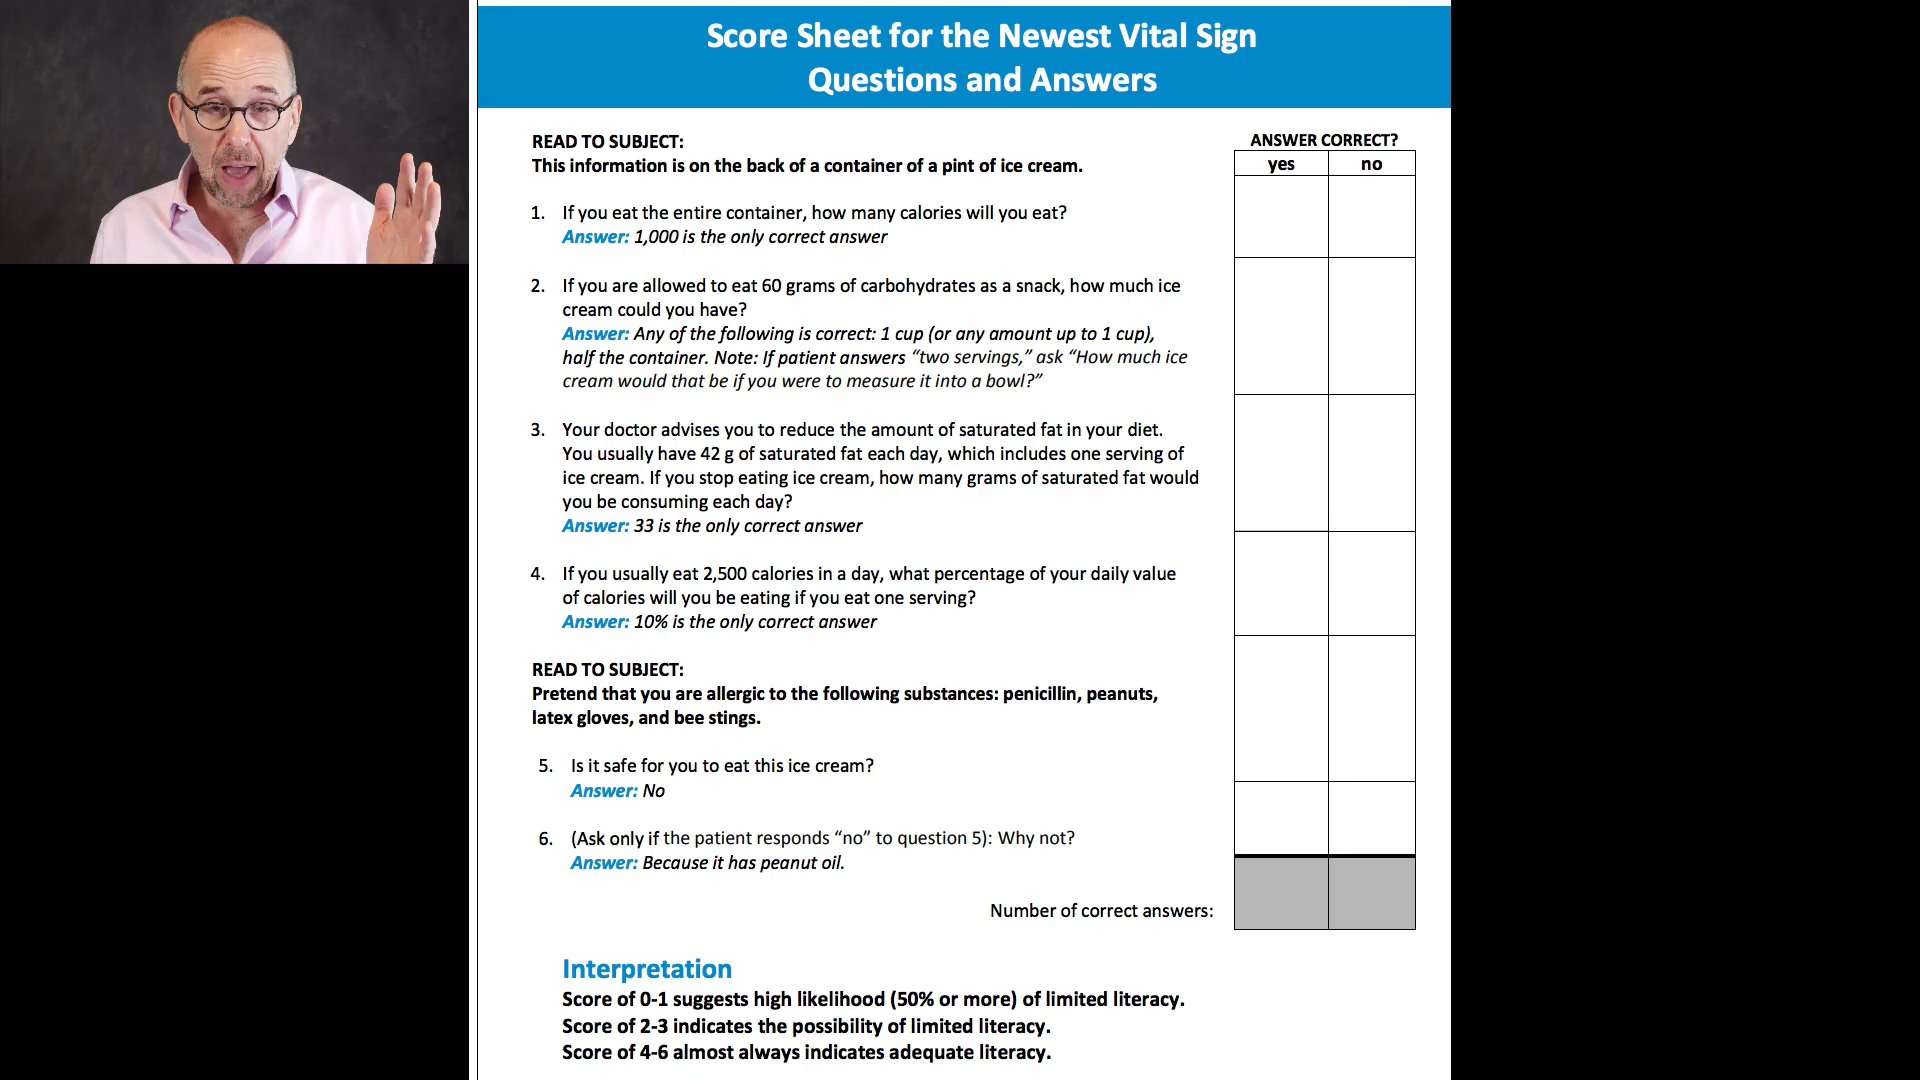 Score Sheet for the Newest Vital Sign
Questions and Answers
READ TO SUBJECT:
This information is on the back of a container of a pint of ice cream.
ANSWER CORRECT?
yes no
1. If you eat the entire container, how many calories will you eat?
Answer: 1,000 is the only correct answer
2. If you are allowed to eat 60 grams of carbohydrates as a snack, how much ice
cream could you have?
Answer: Any of the following is correct: 1 cup (or any amount up to 1 cup),
half the container. Note: If patient answers “two servings,” ask “How much ice
cream would that be if you were to measure it into a bowl?”
3. Your doctor advises you to reduce the amount of saturated fat in your diet.
You usually have 42 g of saturated fat each day, which includes one serving of
ice cream. If you stop eating ice cream, how many grams of saturated fat would
you be consuming each day?
Answer: 33 is the only correct answer
4. If you usually eat 2,500 calories in a day, what percentage of your daily value
of calories will you be eating if you eat one serving?
Answer: 10% is the only correct answer
READ TO SUBJECT:
Pretend that you are allergic to the following substances: penicillin, peanuts,
latex gloves, and bee stings.
5. Is it safe for you to eat this ice cream?
Answer: No
6. (Ask only if the patient responds “no” to question 5): Why not?
Answer: Because it has peanut oil.
Number of correct answers:
Interpretation
Score of 0-1 suggests high likelihood (50% or more) of limited literacy.
Score of 2-3 indicates the possibility of limited literacy.
Score of 4-6 almost always indicates adequate literacy.